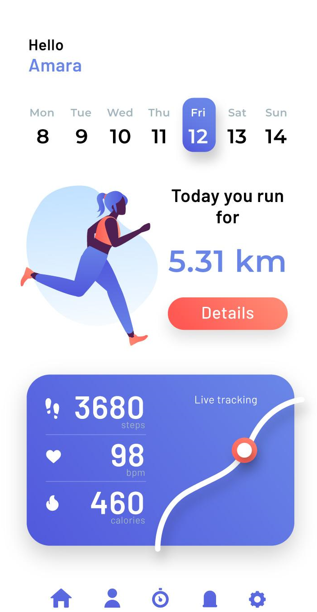 Hello
Amara
Mon Tue Wed Thu Fri Sat Sun
8 9 10 11 12 13 14
Today you run
for
5.31 km
Details
3680
steps
Live tracking
98
bpm
460
calories